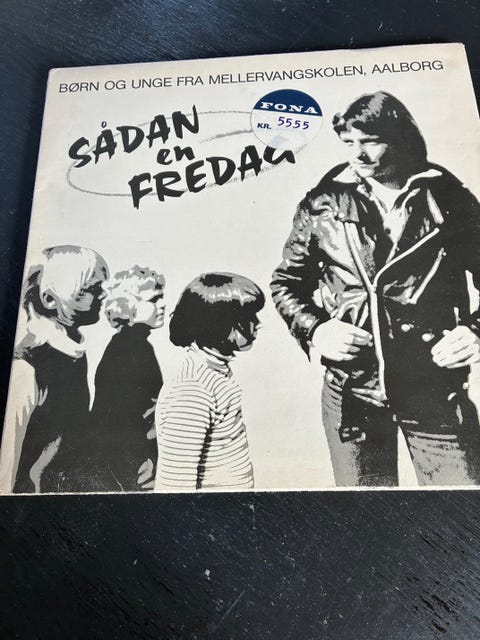 BØRN OG UNGE FRA MELLERVANGSKOLEN, AALBORG
SÅDAN
en
FREDAG
FONA
KR. 5555